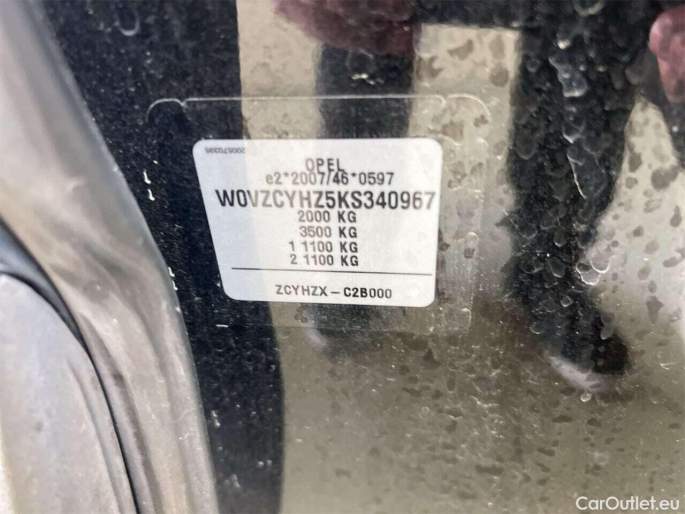 2005703395
OPEL
e2*2007/46*0597
W0VZCYHZ5KS340967
2000 KG
3500 KG
1 1100 KG
2 1100 KG
ZCYHZX – C2B000
CarOutlet.eu